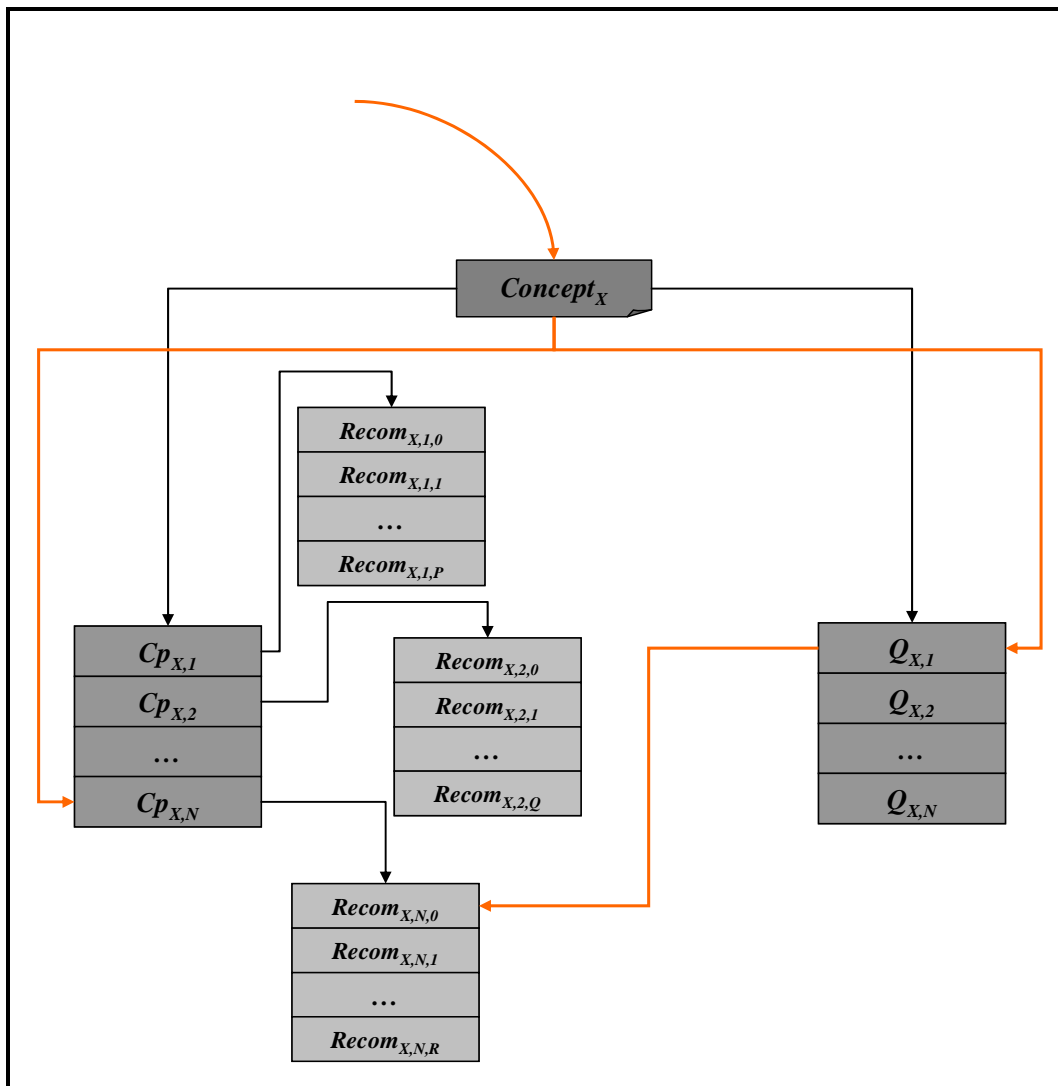 Concept_X
Recom_X,1,0
Recom_X,1,1
…
Recom_X,1,P
Cp_X,1
Cp_X,2
…
Cp_X,N
Recom_X,2,0
Recom_X,2,1
…
Recom_X,2,Q
Q_X,1
Q_X,2
…
Q_X,N
Recom_X,N,0
Recom_X,N,1
…
Recom_X,N,R